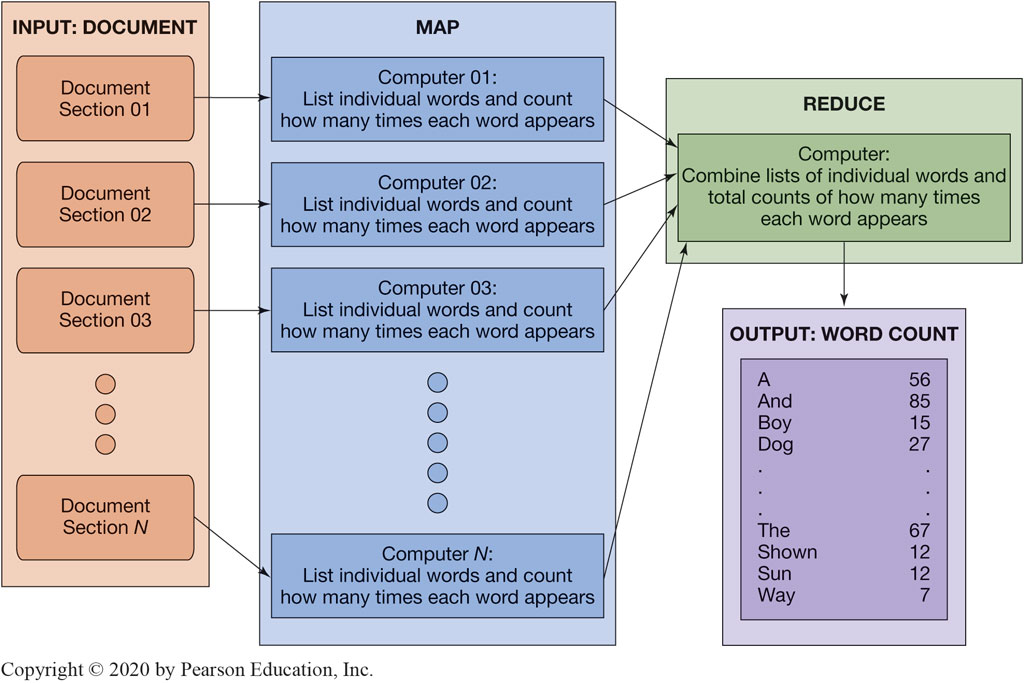 INPUT: DOCUMENT
Document
Section 01
Document
Section 02
Document
Section 03
Document
Section N
MAP
Computer 01:
List individual words and count
how many times each word appears
Computer 02:
List individual words and count
how many times each word appears
Computer 03:
List individual words and count
how many times each word appears
Computer N:
List individual words and count
how many times each word appears
REDUCE
Computer:
Combine lists of individual words and
total counts of how many times
each word appears
OUTPUT: WORD COUNT
A 56
And 85
Boy 15
Dog 27
. .
. .
. .
The 67
Shown 12
Sun 12
Way 7
Copyright © 2020 by Pearson Education, Inc.